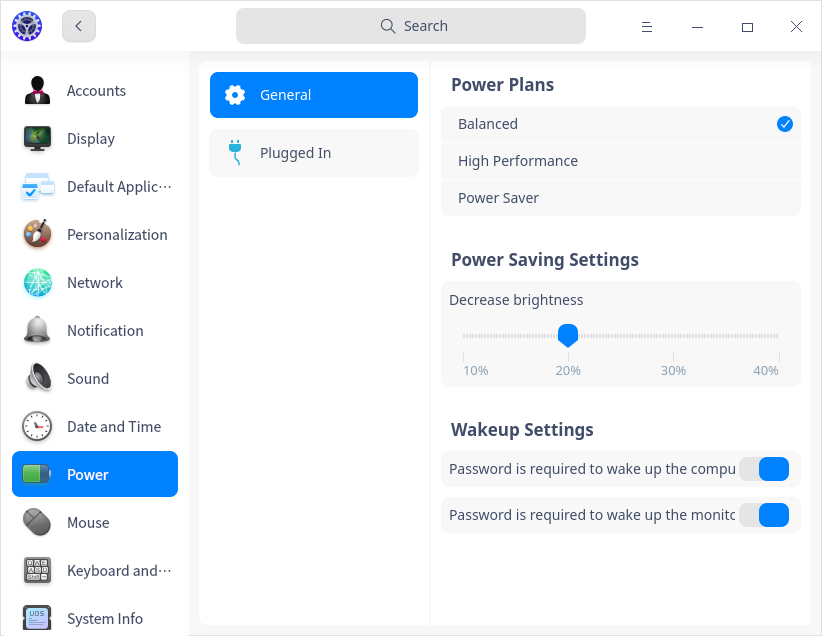 Search
Accounts
Display
Default Applic···
Personalization
Network
Notification
Sound
Date and Time
Power
Mouse
Keyboard and···
System Info
General
Plugged In
Power Plans
Balanced
High Performance
Power Saver
Power Saving Settings
Decrease brightness
10% 20% 30% 40%
Wakeup Settings
Password is required to wake up the compu
Password is required to wake up the monitc
UOS